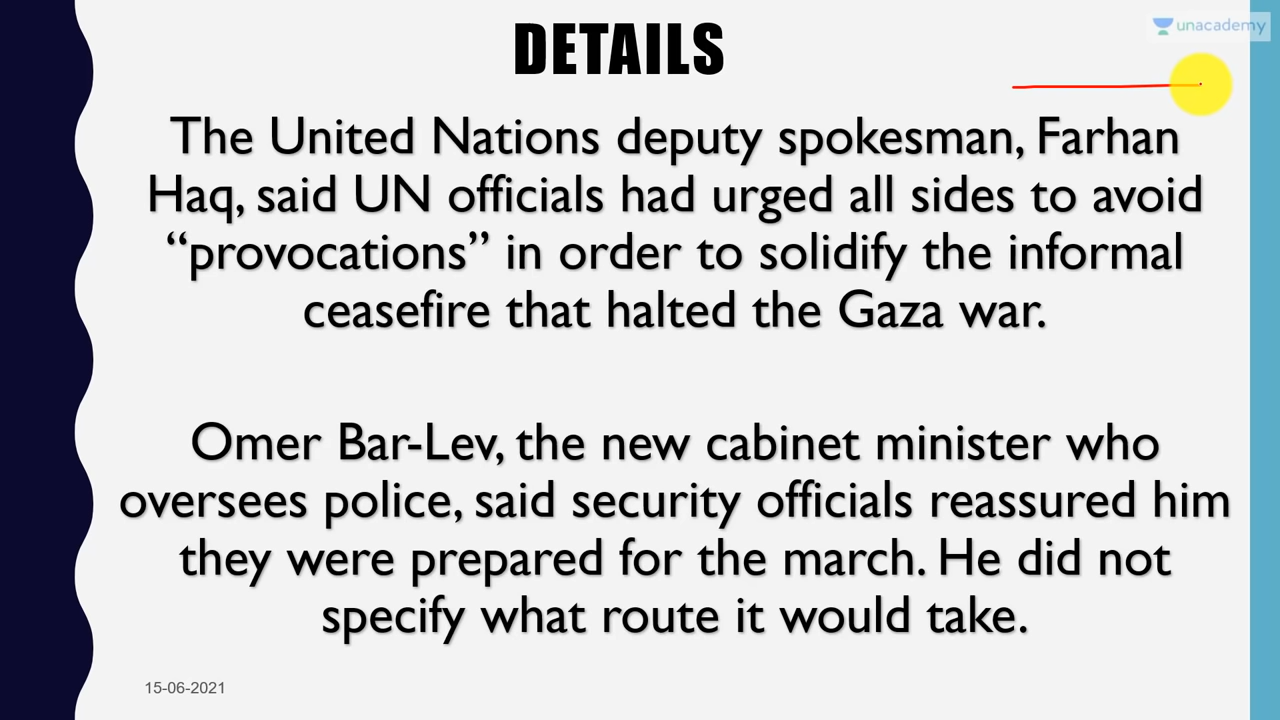 unacademy
DETAILS
The United Nations deputy spokesman, Farhan
Haq, said UN officials had urged all sides to avoid
“provocations” in order to solidify the informal
ceasefire that halted the Gaza war.
Omer Bar-Lev, the new cabinet minister who
oversees police, said security officials reassured him
they were prepared for the march. He did not
specify what route it would take.
15-06-2021